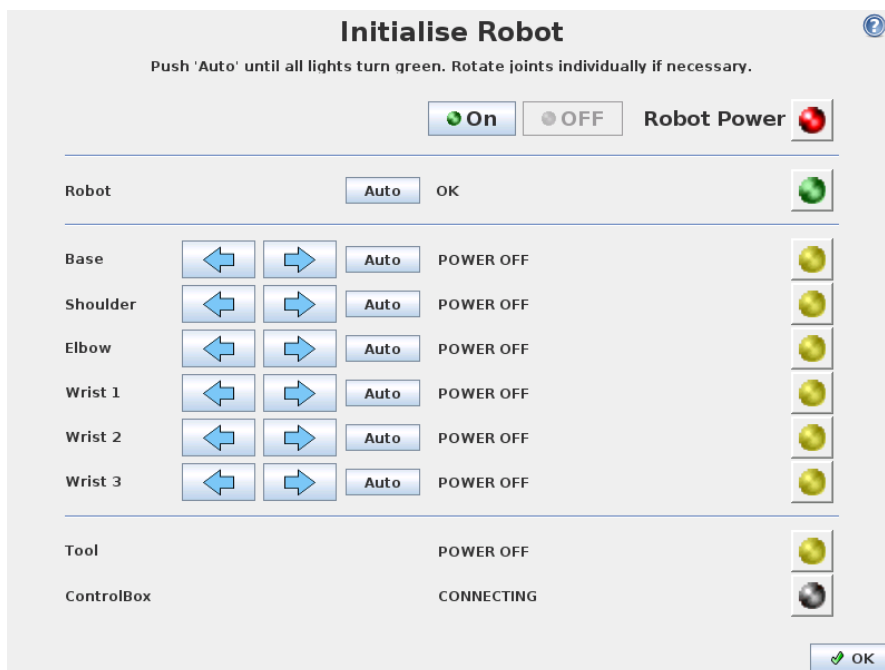 Initialise Robot
?
Push 'Auto' until all lights turn green. Rotate joints individually if necessary.
On OFF Robot Power
Robot Auto OK
Base Auto POWER OFF
Shoulder Auto POWER OFF
Elbow Auto POWER OFF
Wrist 1 Auto POWER OFF
Wrist 2 Auto POWER OFF
Wrist 3 Auto POWER OFF
Tool POWER OFF
ControlBox CONNECTING
OK